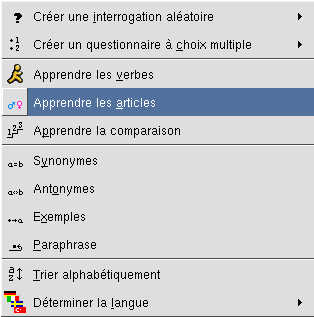 Créer une interrogation aléatoire
Créer un questionnaire à choix multiple
Apprendre les verbes
Apprendre les articles
Apprendre la comparaison
Synonymes
Antonymes
Exemples
Paraphrase
Trier alphabétiquement
Déterminer la langue